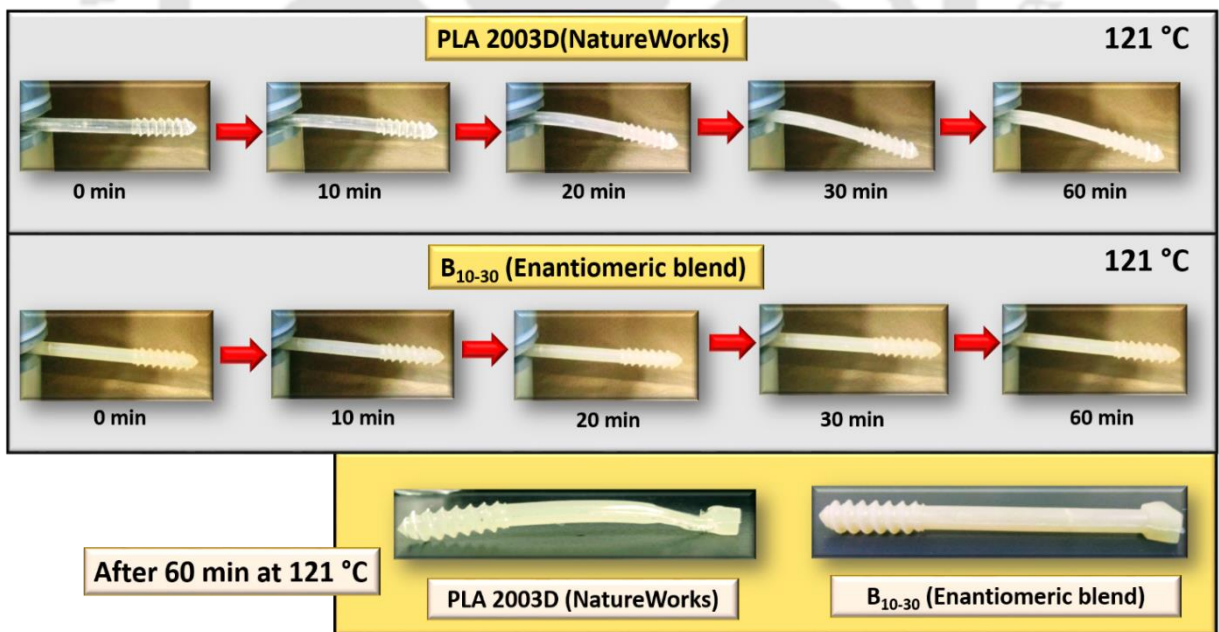 PLA 2003D(NatureWorks)
121 °C
0 min
10 min
20 min
30 min
60 min
B₁₀₋₃₀ (Enantiomeric blend)
121 °C
0 min
10 min
20 min
30 min
60 min
After 60 min at 121 °C
PLA 2003D (NatureWorks)
B₁₀₋₃₀ (Enantiomeric blend)